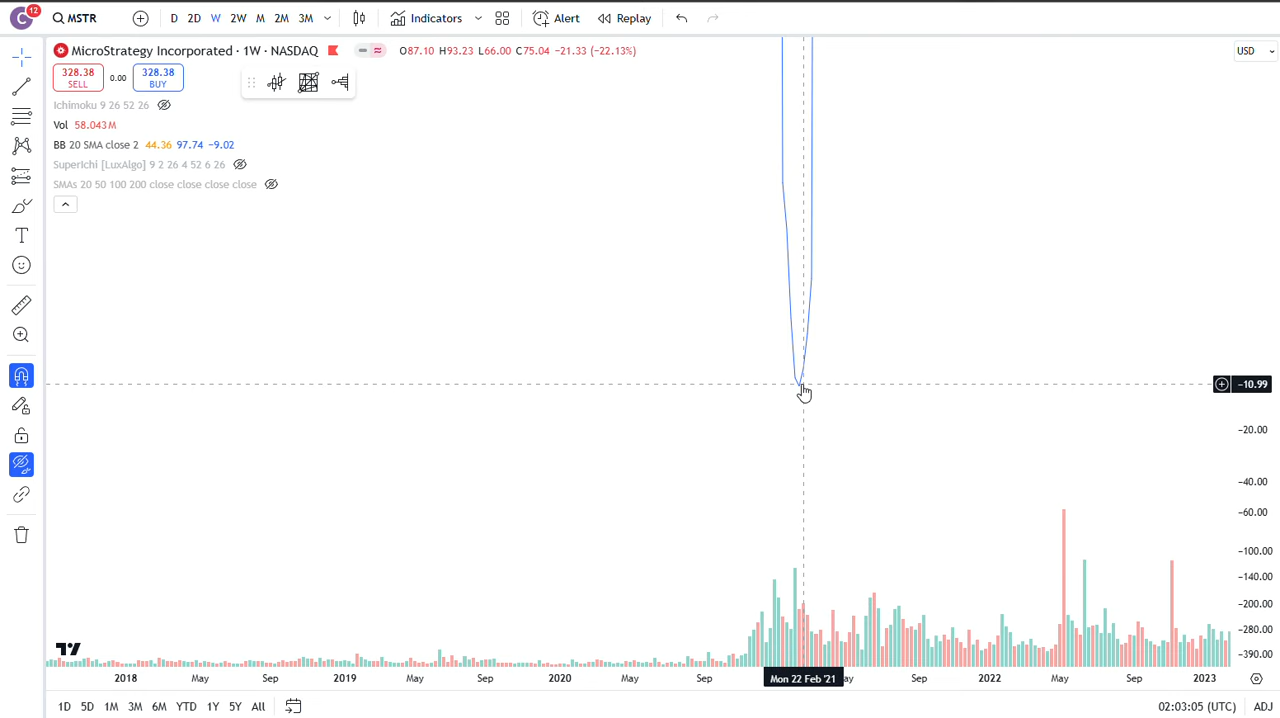 C 12 MSTR D 2D W 2W M 2M 3M Indicators Alert Replay
MicroStrategy Incorporated · 1W · NASDAQ O87.10 H93.23 L66.00 C75.04 −21.33 (−22.13%) USD
328.38 0.00 328.38
SELL BUY
Ichimoku 9 26 52 26
Vol 58.043M
BB 20 SMA close 2 44.36 97.74 −9.02
SuperIchi [LuxAlgo] 9 2 26 4 52 6 26
SMAs 20 50 100 200 close close close close
−10.99
−20.00
−40.00
−60.00
−100.00
−140.00
−200.00
−280.00
−390.00
2018 May Sep 2019 May Sep 2020 May Sep Mon 22 Feb '21 ay Sep 2022 May Sep 2023
1D 5D 1M 3M 6M YTD 1Y 5Y All 02:03:05 (UTC) ADJ